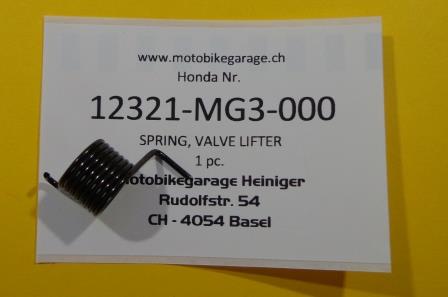 www.motobikegarage.ch
Honda Nr.
12321-MG3-000
SPRING, VALVE LIFTER
1 pc.
otobikegarage Heiniger
Rudolfstr. 54
CH - 4054 Basel